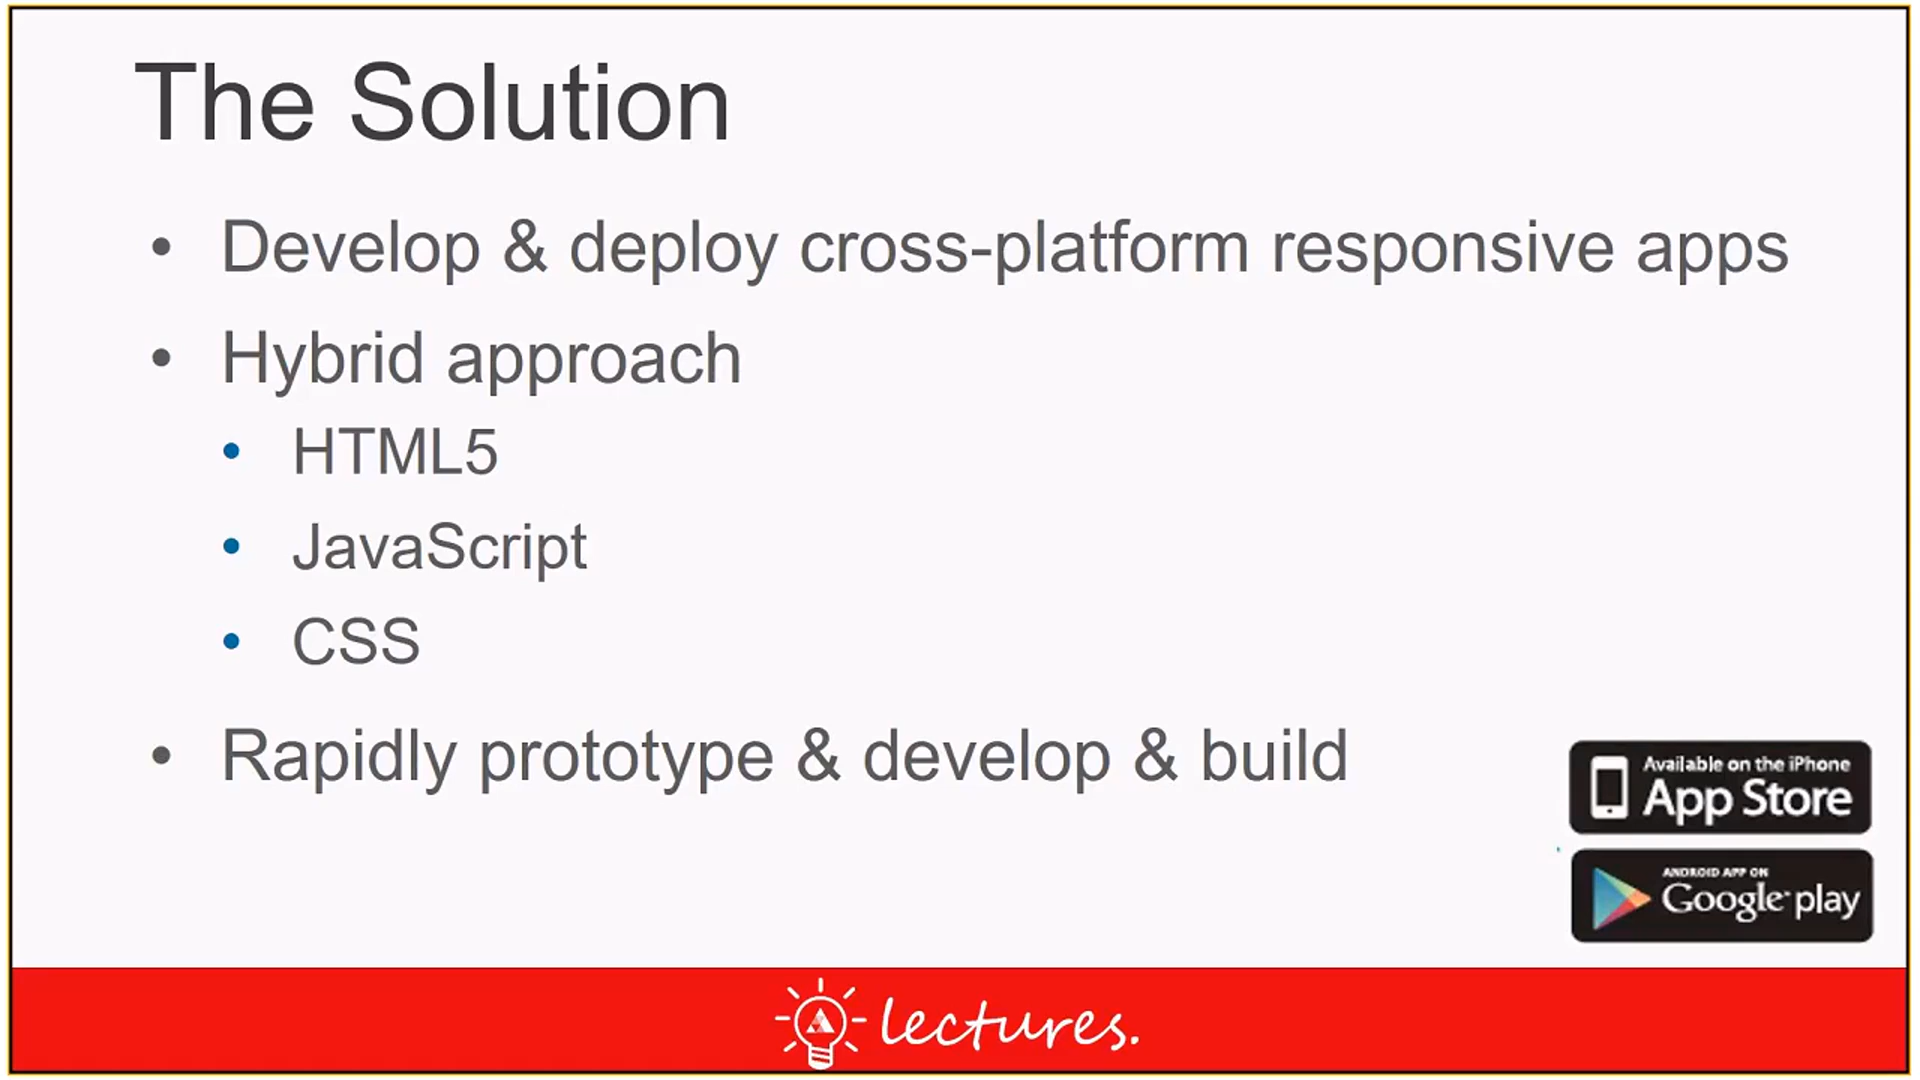 The Solution
• Develop & deploy cross-platform responsive apps
• Hybrid approach
• HTML5
• JavaScript
• CSS
• Rapidly prototype & develop & build
Available on the iPhone
App Store
ANDROID APP ON
Google play
lectures.